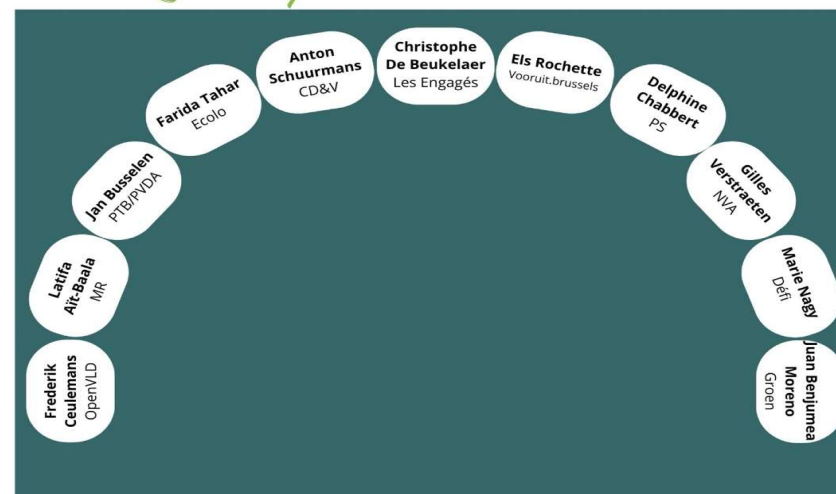 Frederik
Ceulemans
OpenVLD
Latifa
Aït-Baala
MR
Jan Busselen
PTB/PVDA
Farida Tahar
Ecolo
Anton
Schuurmans
CD&V
Christophe
De Beukelaer
Les Engagés
Els Rochette
Vooruit.brussels
Delphine
Chabbert
PS
Gilles
Verstraeten
NVA
Marie Nagy
Défi
Juan Benjumea
Moreno
Groen